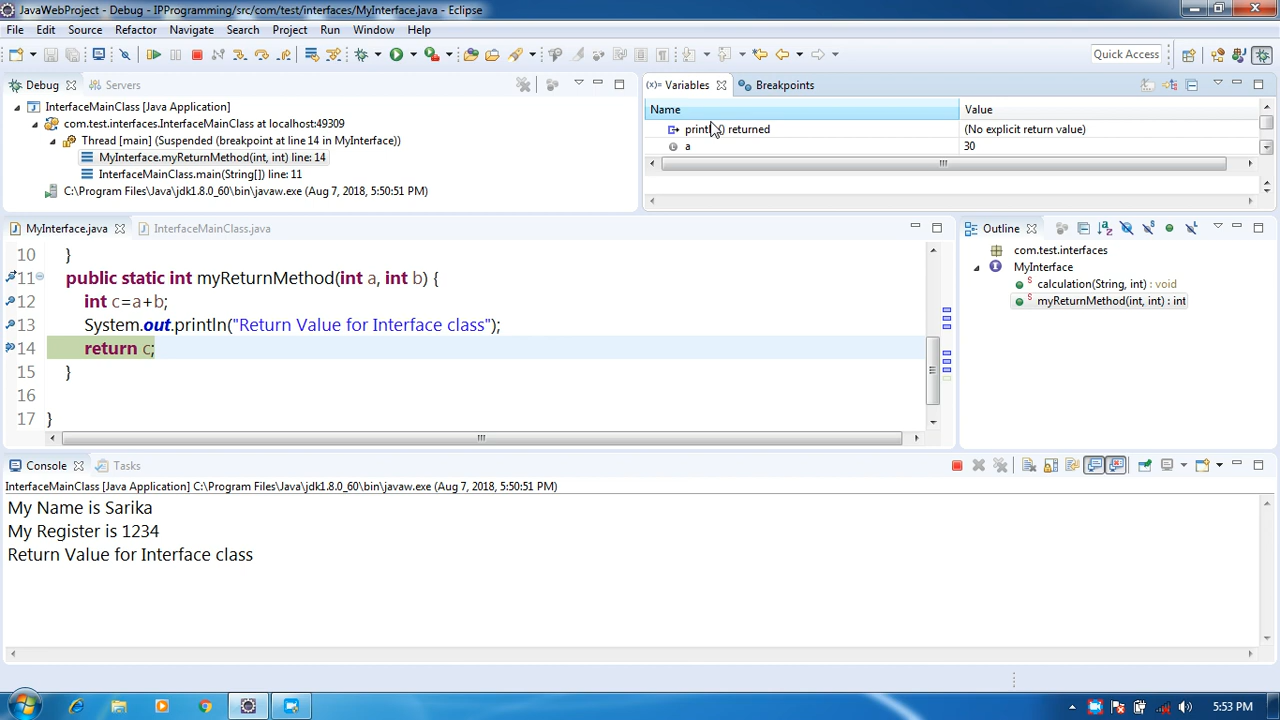 JavaWebProject - Debug - IPProgramming/src/com/test/interfaces/MyInterface.java - Eclipse
File Edit Source Refactor Navigate Search Project Run Window Help
Quick Access
Debug Servers
InterfaceMainClass [Java Application]
com.test.interfaces.InterfaceMainClass at localhost:49309
Thread [main] (Suspended (breakpoint at line 14 in MyInterface))
MyInterface.myReturnMethod(int, int) line: 14
InterfaceMainClass.main(String[]) line: 11
C:\Program Files\Java\jdk1.8.0_60\bin\javaw.exe (Aug 7, 2018, 5:50:51 PM)
(x)= Variables Breakpoints
Name Value
returned (No explicit return value)
a 30
MyInterface.java InterfaceMainClass.java
10 }
11 public static int myReturnMethod(int a, int b) {
12 int c=a+b;
13 System.out.println("Return Value for Interface class");
14 return c;
15 }
16
17 }
Outline
com.test.interfaces
MyInterface
calculation(String, int) : void
myReturnMethod(int, int) : int
Console Tasks
InterfaceMainClass [Java Application] C:\Program Files\Java\jdk1.8.0_60\bin\javaw.exe (Aug 7, 2018, 5:50:51 PM)
My Name is Sarika
My Register is 1234
Return Value for Interface class
5:53 PM